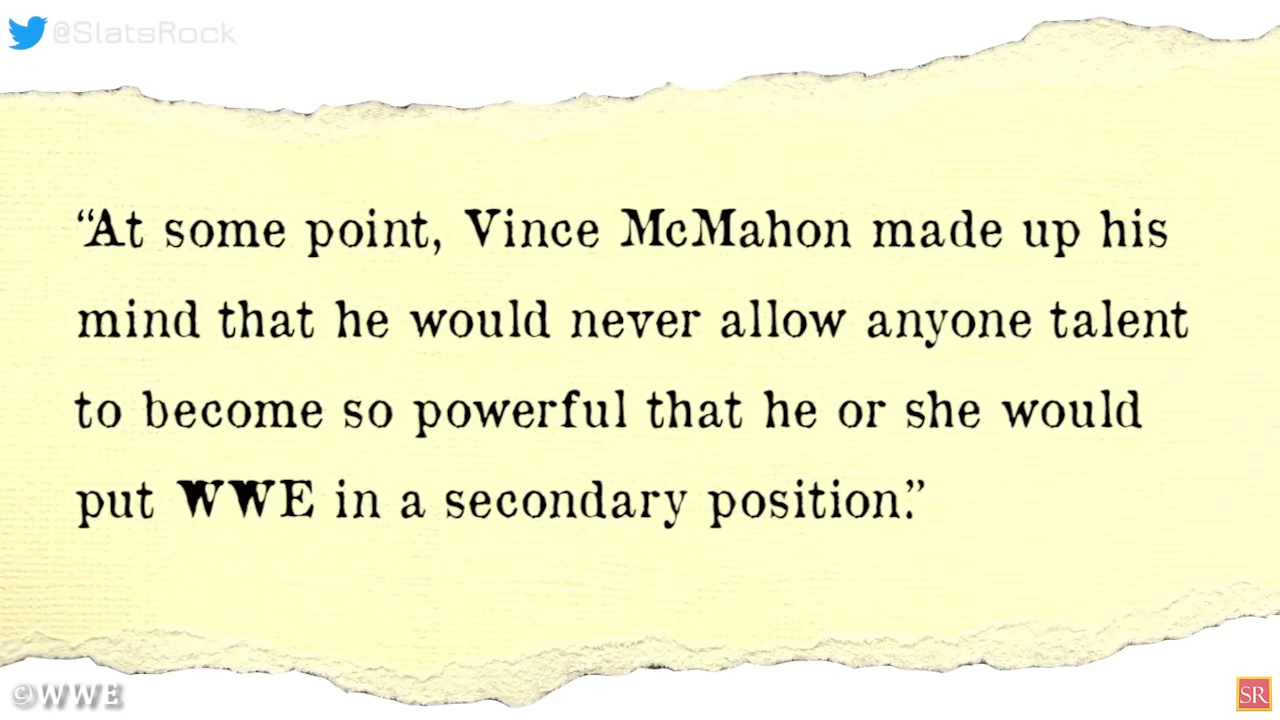 @SlatsRock
“At some point, Vince McMahon made up his
mind that he would never allow anyone talent
to become so powerful that he or she would
put WWE in a secondary position.”
©WWE
SR